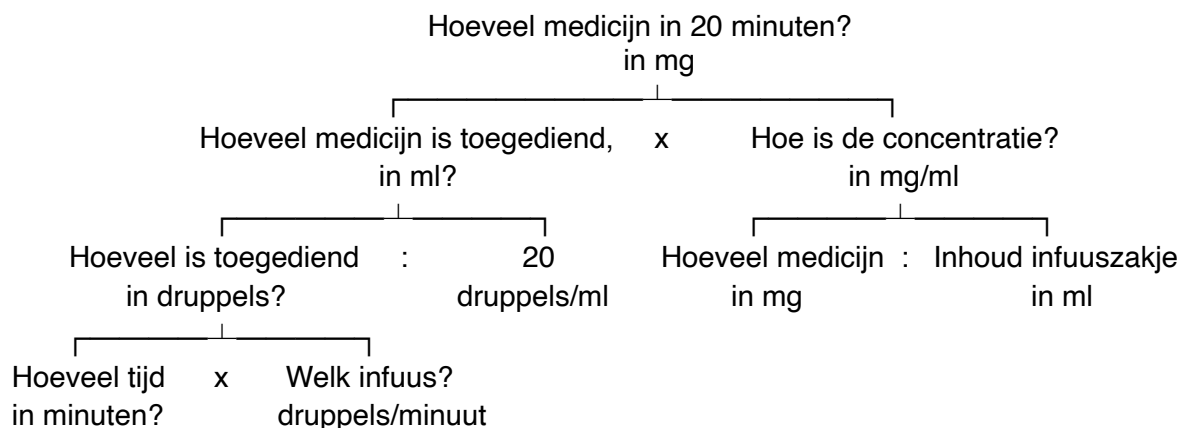 Hoeveel medicijn in 20 minuten?
in mg
Hoeveel medicijn is toegediend, x Hoe is de concentratie?
in ml? in mg/ml
Hoeveel is toegediend : 20 Hoeveel medicijn : Inhoud infuuszakje
in druppels? druppels/ml in mg in ml
Hoeveel tijd x Welk infuus?
in minuten? druppels/minuut